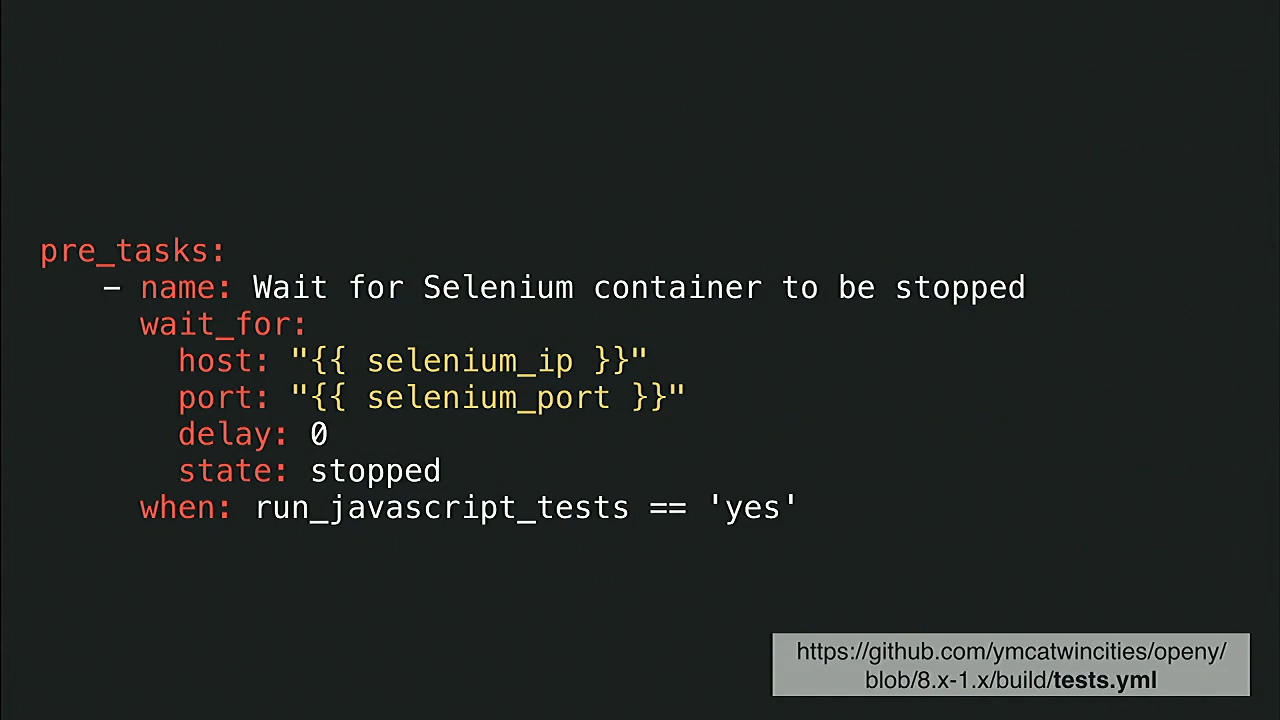 pre_tasks:
- name: Wait for Selenium container to be stopped
wait_for:
host: "{{ selenium_ip }}"
port: "{{ selenium_port }}"
delay: 0
state: stopped
when: run_javascript_tests == 'yes'
https://github.com/ymcatwincities/openy/
blob/8.x-1.x/build/tests.yml